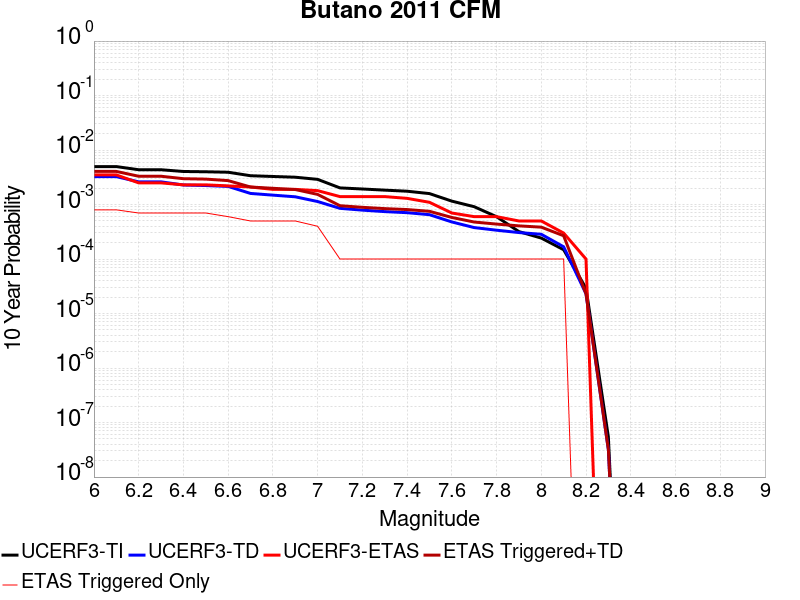 Butano 2011 CFM
10 Year Probability
10^0
10^-1
10^-2
10^-3
10^-4
10^-5
10^-6
10^-7
10^-8
6 6.2 6.4 6.6 6.8 7 7.2 7.4 7.6 7.8 8 8.2 8.4 8.6 8.8 9
Magnitude
UCERF3-TI UCERF3-TD UCERF3-ETAS ETAS Triggered+TD
ETAS Triggered Only